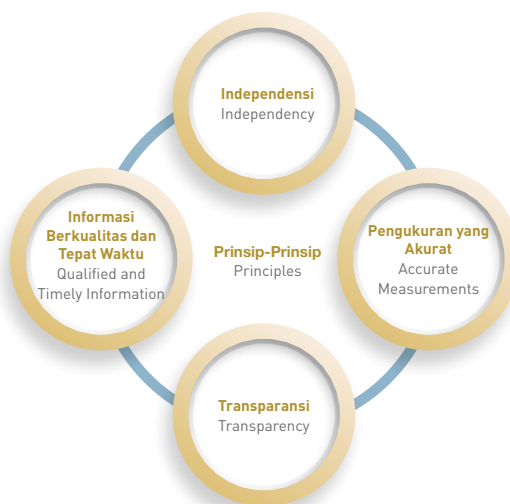 Independensi
Independency
Informasi
Berkualitas dan
Tepat Waktu
Qualified and
Timely Information
Prinsip-Prinsip
Principles
Pengukuran yang
Akurat
Accurate
Measurements
Transparansi
Transparency